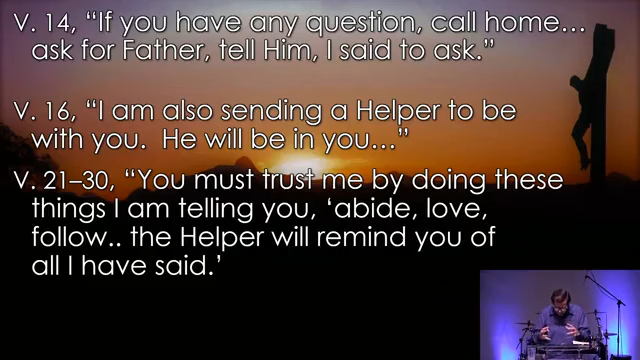 V. 14, “If you have any question, call home…
ask for Father, tell Him, I said to ask.”
V. 16, “I am also sending a Helper to be
with you.  He will be in you…”
V. 21–30, “You must trust me by doing these
things I am telling you, ‘abide, love,
follow.. the Helper will remind you of
all I have said.’